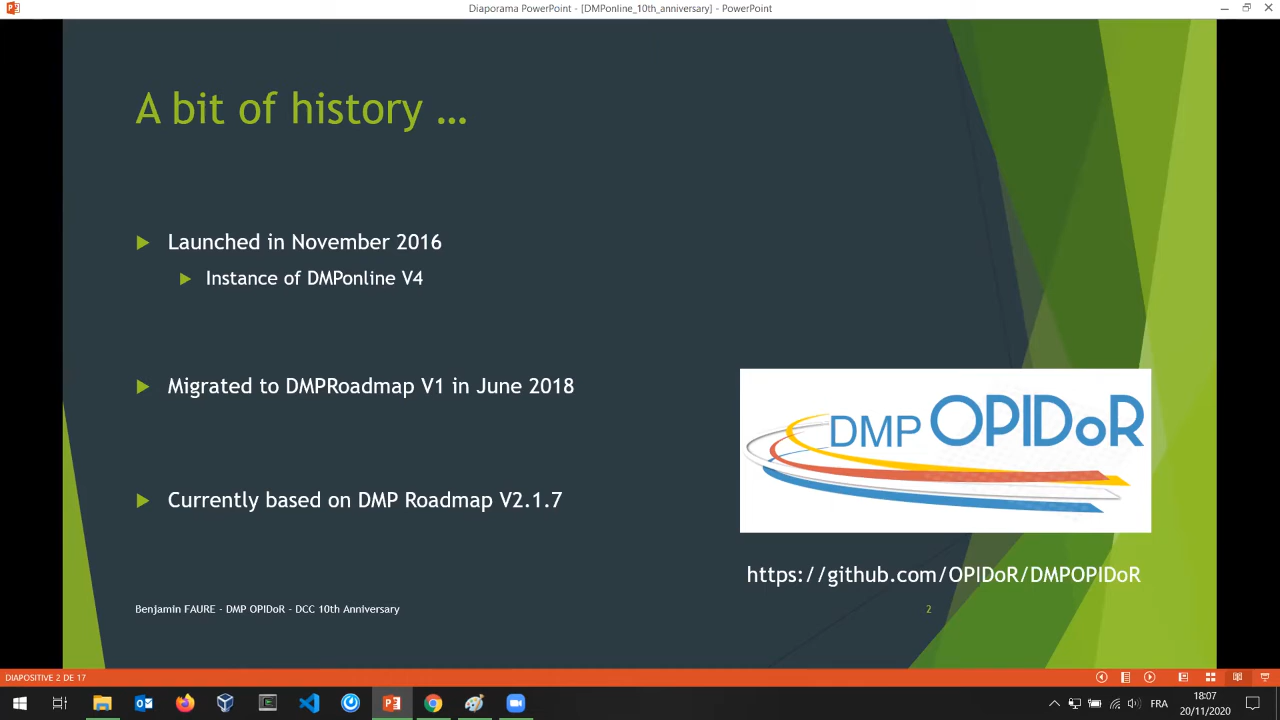 Diaporama PowerPoint - [DMPonline_10th_anniversary] - PowerPoint
A bit of history ...
Launched in November 2016
Instance of DMPonline V4
Migrated to DMPRoadmap V1 in June 2018
Currently based on DMP Roadmap V2.1.7
DMP OPIDoR
https://github.com/OPIDoR/DMPOPIDoR
Benjamin FAURE - DMP OPIDoR - DCC 10th Anniversary
2
DIAPOSITIVE 2 DE 17
FRA
18:07
20/11/2020